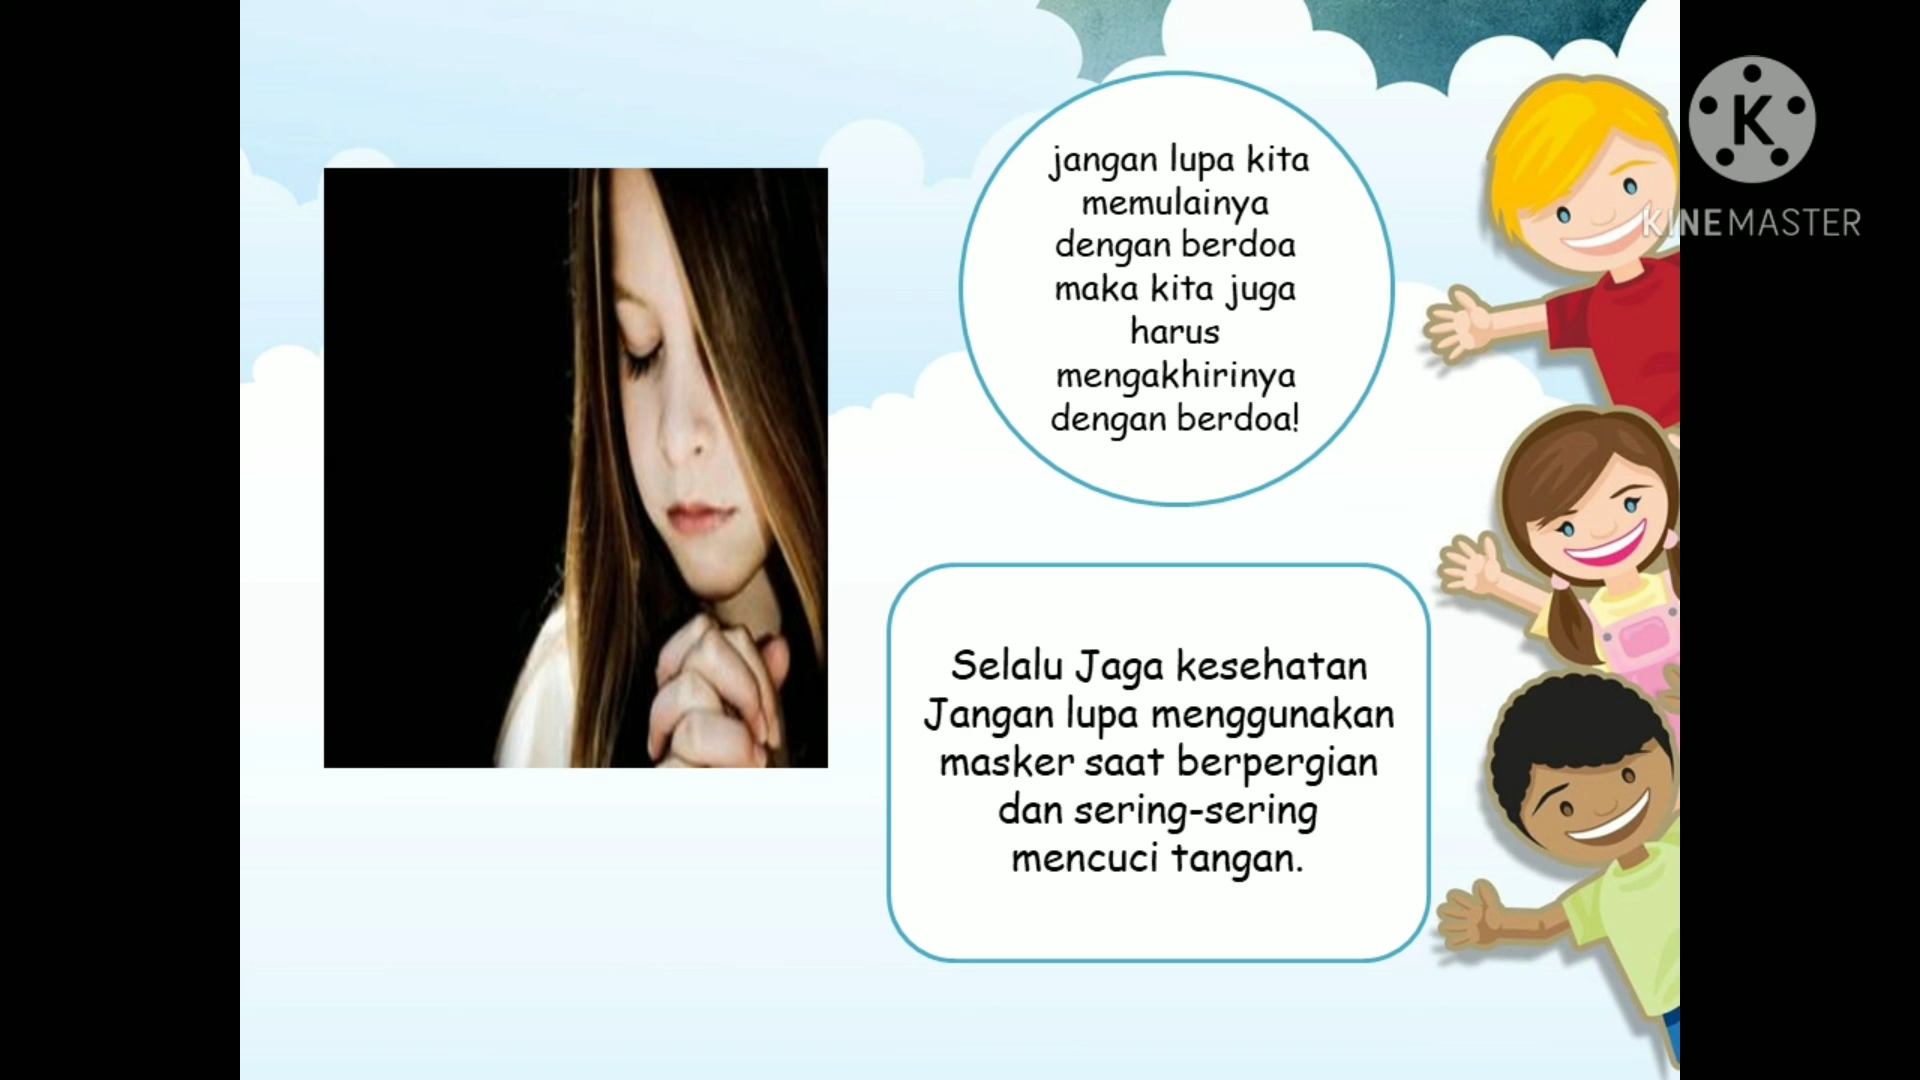 jangan lupa kita
memulainya
dengan berdoa
maka kita juga
harus
mengakhirinya
dengan berdoa!
Selalu Jaga kesehatan
Jangan lupa menggunakan
masker saat berpergian
dan sering-sering
mencuci tangan.
K
KINEMASTER